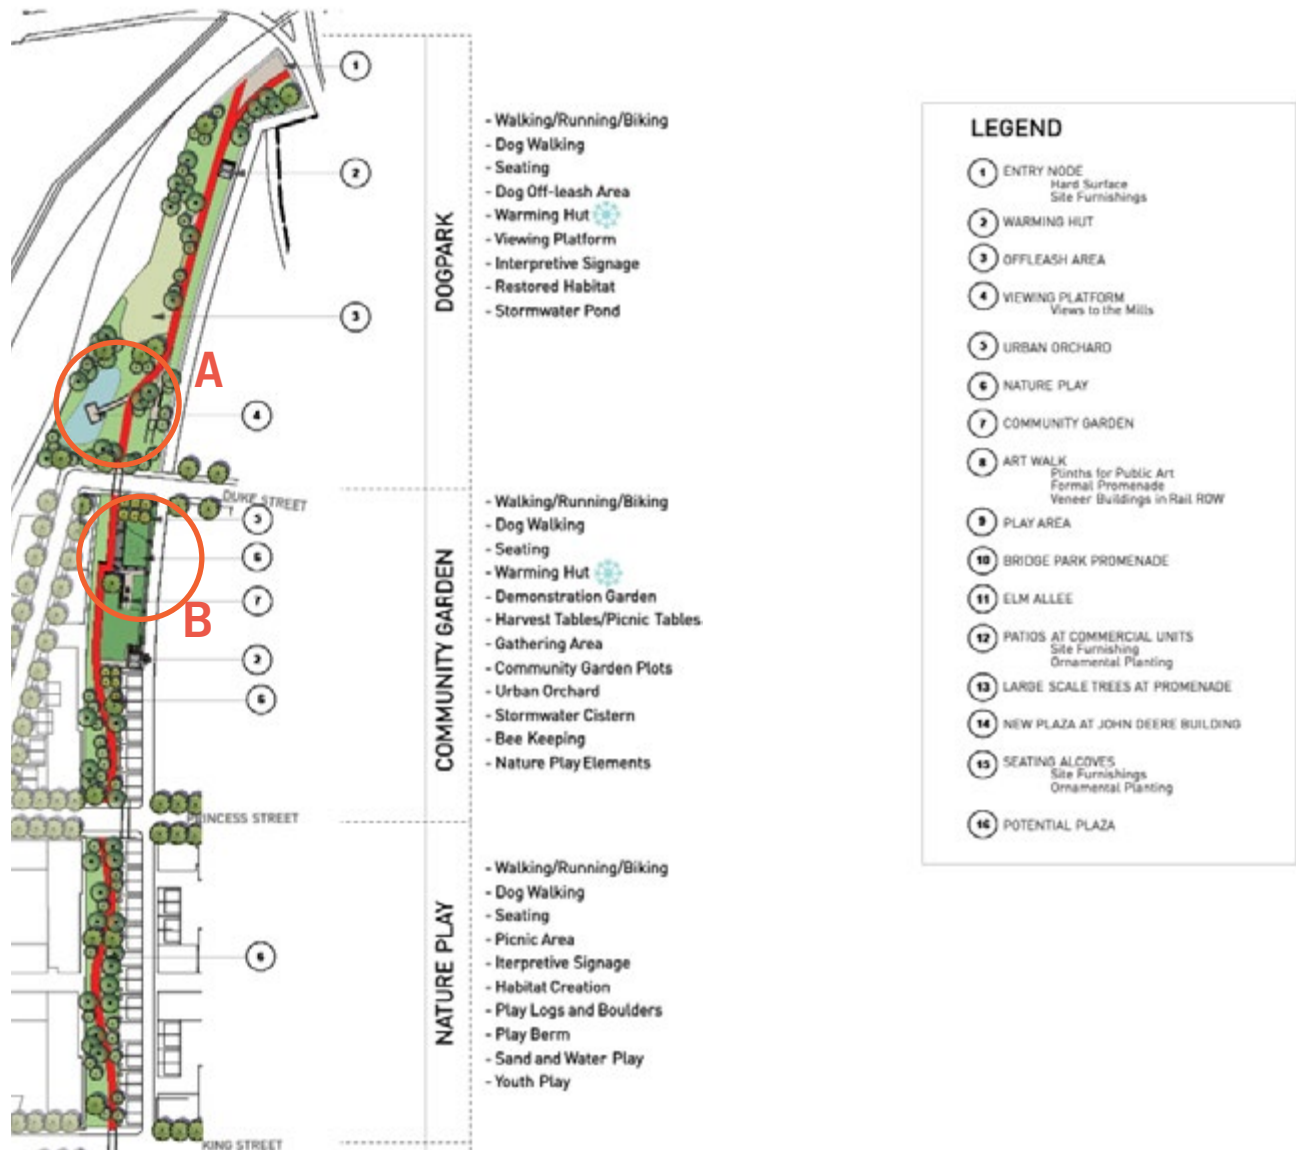 1
2
3
4
DUKE STREET
5
6
7
2
6
PRINCESS STREET
6
KING STREET
A
B
DOGPARK
- Walking/Running/Biking
- Dog Walking
- Seating
- Dog Off-leash Area
- Warming Hut
- Viewing Platform
- Interpretive Signage
- Restored Habitat
- Stormwater Pond
COMMUNITY GARDEN
- Walking/Running/Biking
- Dog Walking
- Seating
- Warming Hut
- Demonstration Garden
- Harvest Tables/Picnic Tables
- Gathering Area
- Community Garden Plots
- Urban Orchard
- Stormwater Cistern
- Bee Keeping
- Nature Play Elements
NATURE PLAY
- Walking/Running/Biking
- Dog Walking
- Seating
- Picnic Area
- Iterpretive Signage
- Habitat Creation
- Play Logs and Boulders
- Play Berm
- Sand and Water Play
- Youth Play
LEGEND
1 ENTRY NODE
Hard Surface
Site Furnishings
2 WARMING HUT
3 OFFLEASH AREA
4 VIEWING PLATFORM
Views to the Mills
5 URBAN ORCHARD
6 NATURE PLAY
7 COMMUNITY GARDEN
8 ART WALK
Plinths for Public Art
Formal Promenade
Veneer Buildings in Rail ROW
9 PLAY AREA
10 BRIDGE PARK PROMENADE
11 ELM ALLEE
12 PATIOS AT COMMERCIAL UNITS
Site Furnishing
Ornamental Planting
13 LARGE SCALE TREES AT PROMENADE
14 NEW PLAZA AT JOHN DEERE BUILDING
15 SEATING ALCOVES
Site Furnishings
Ornamental Planting
16 POTENTIAL PLAZA